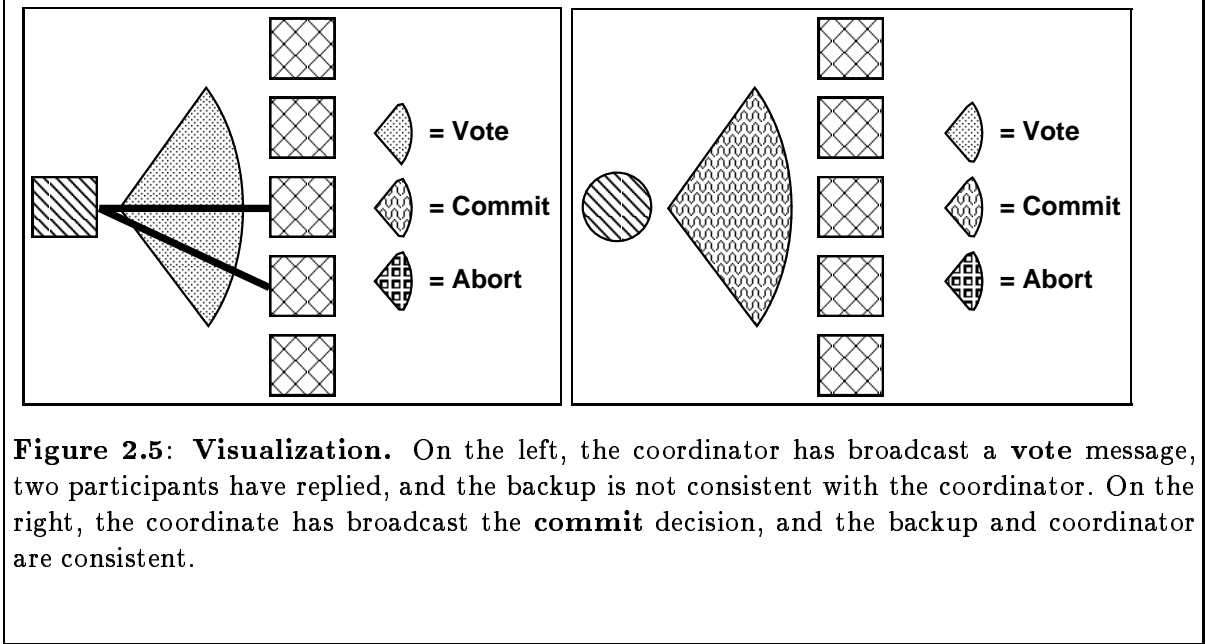 = Vote
= Commit
= Abort
= Vote
= Commit
= Abort
Figure 2.5: Visualization. On the left, the coordinator has broadcast a vote message,
two participants have replied, and the backup is not consistent with the coordinator. On the
right, the coordinate has broadcast the commit decision, and the backup and coordinator
are consistent.